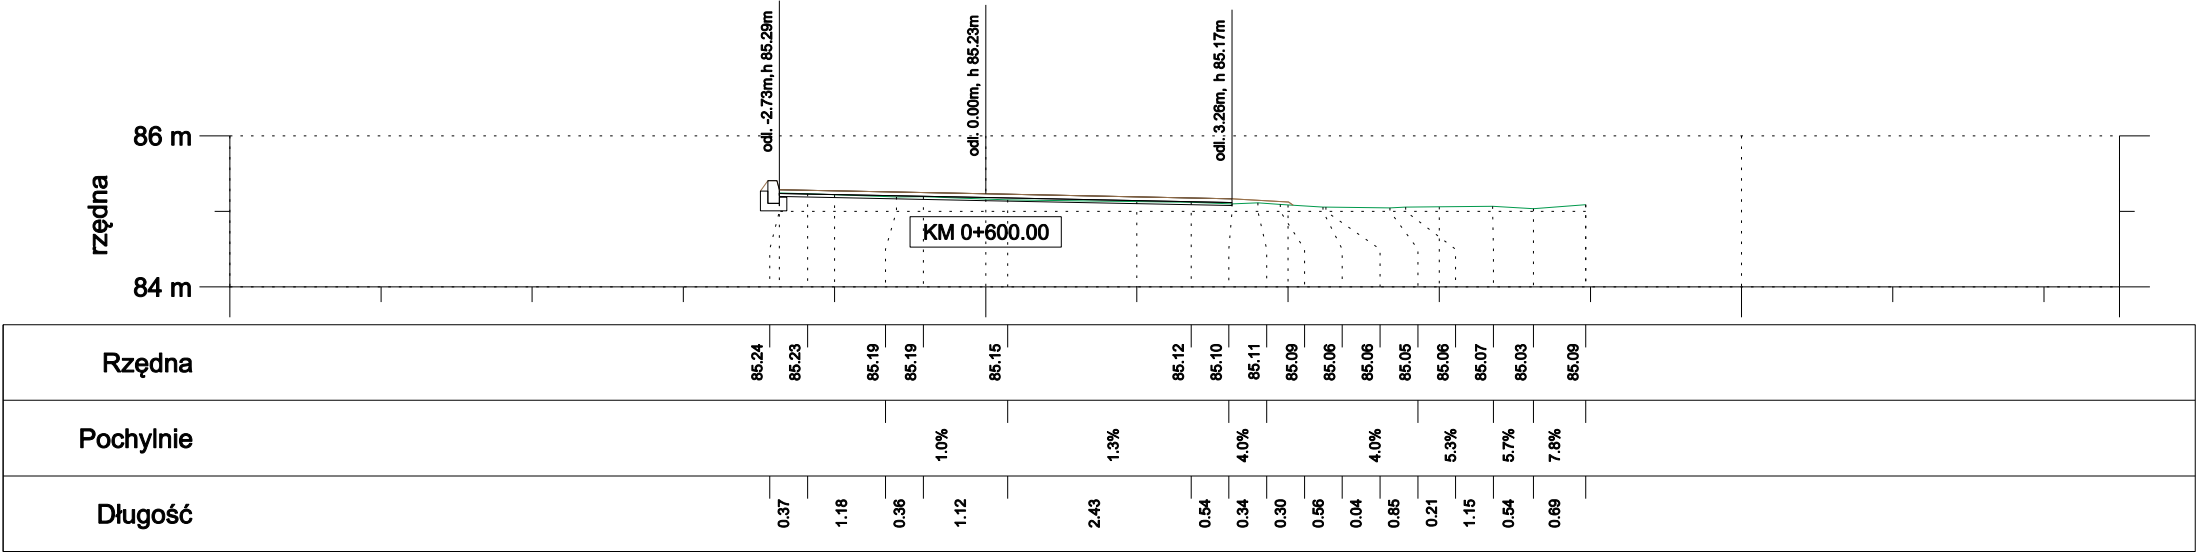 odl. -2.73m,h 85.29m
odl. 0.00m, h 85.23m
odl. 3.26m, h 85.17m
86 m
rzędna
KM 0+600.00
84 m
Rzędna 85.24 85.23 85.19 85.19 85.15 85.12 85.10 85.11 85.09 85.06 85.06 85.05 85.06 85.07 85.03 85.09
Pochylnie 1.0% 1.3% 4.0% 4.0% 5.3% 5.7% 7.8%
Długość 0.37 1.18 0.36 1.12 2.43 0.54 0.34 0.30 0.56 0.04 0.85 0.21 1.15 0.54 0.69